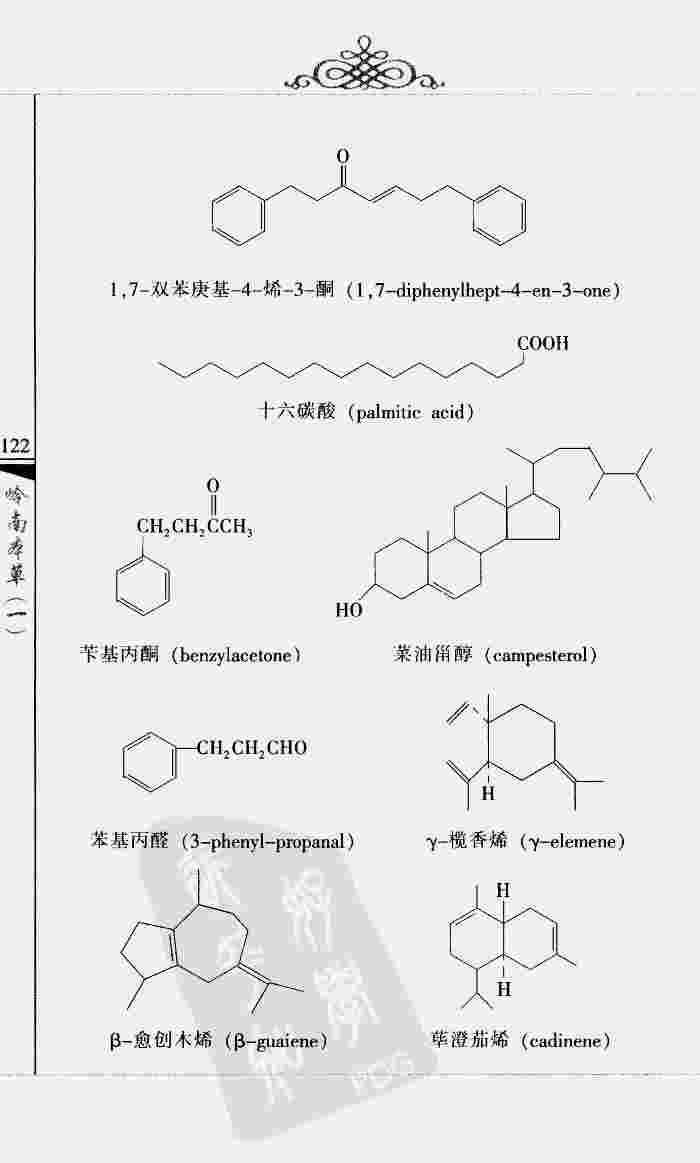 O
1,7-双苯庚基-4-烯-3-酮 (1,7-diphenylhept-4-en-3-one)
COOH
十六碳酸 (palmitic acid)
122
岭南本草(一)
O
CH₂CH₂CCH₃
HO
苄基丙酮 (benzylacetone)
菜油甾醇 (campesterol)
CH₂CH₂CHO
H
苯基丙醛 (3-phenyl-propanal)
γ-榄香烯 (γ-elemene)
H
H
β-愈创木烯 (β-guaiene)
荜澄茄烯 (cadinene)
PDG